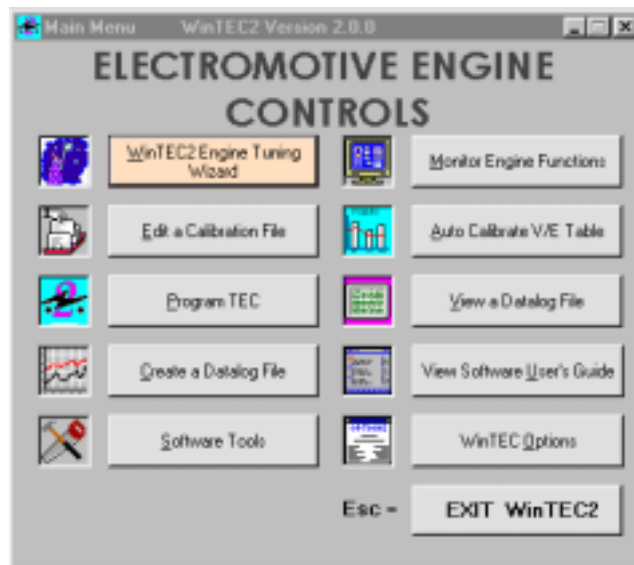 Main Menu WinTEC2 Version 2.0.0
ELECTROMOTIVE ENGINE
CONTROLS
WinTEC2 Engine Tuning
Wizard
Monitor Engine Functions
Edit a Calibration File
Auto Calibrate V/E Table
Program TEC
View a Datalog File
Create a Datalog File
View Software User's Guide
Software Tools
WinTEC Options
Esc - EXIT WinTEC2